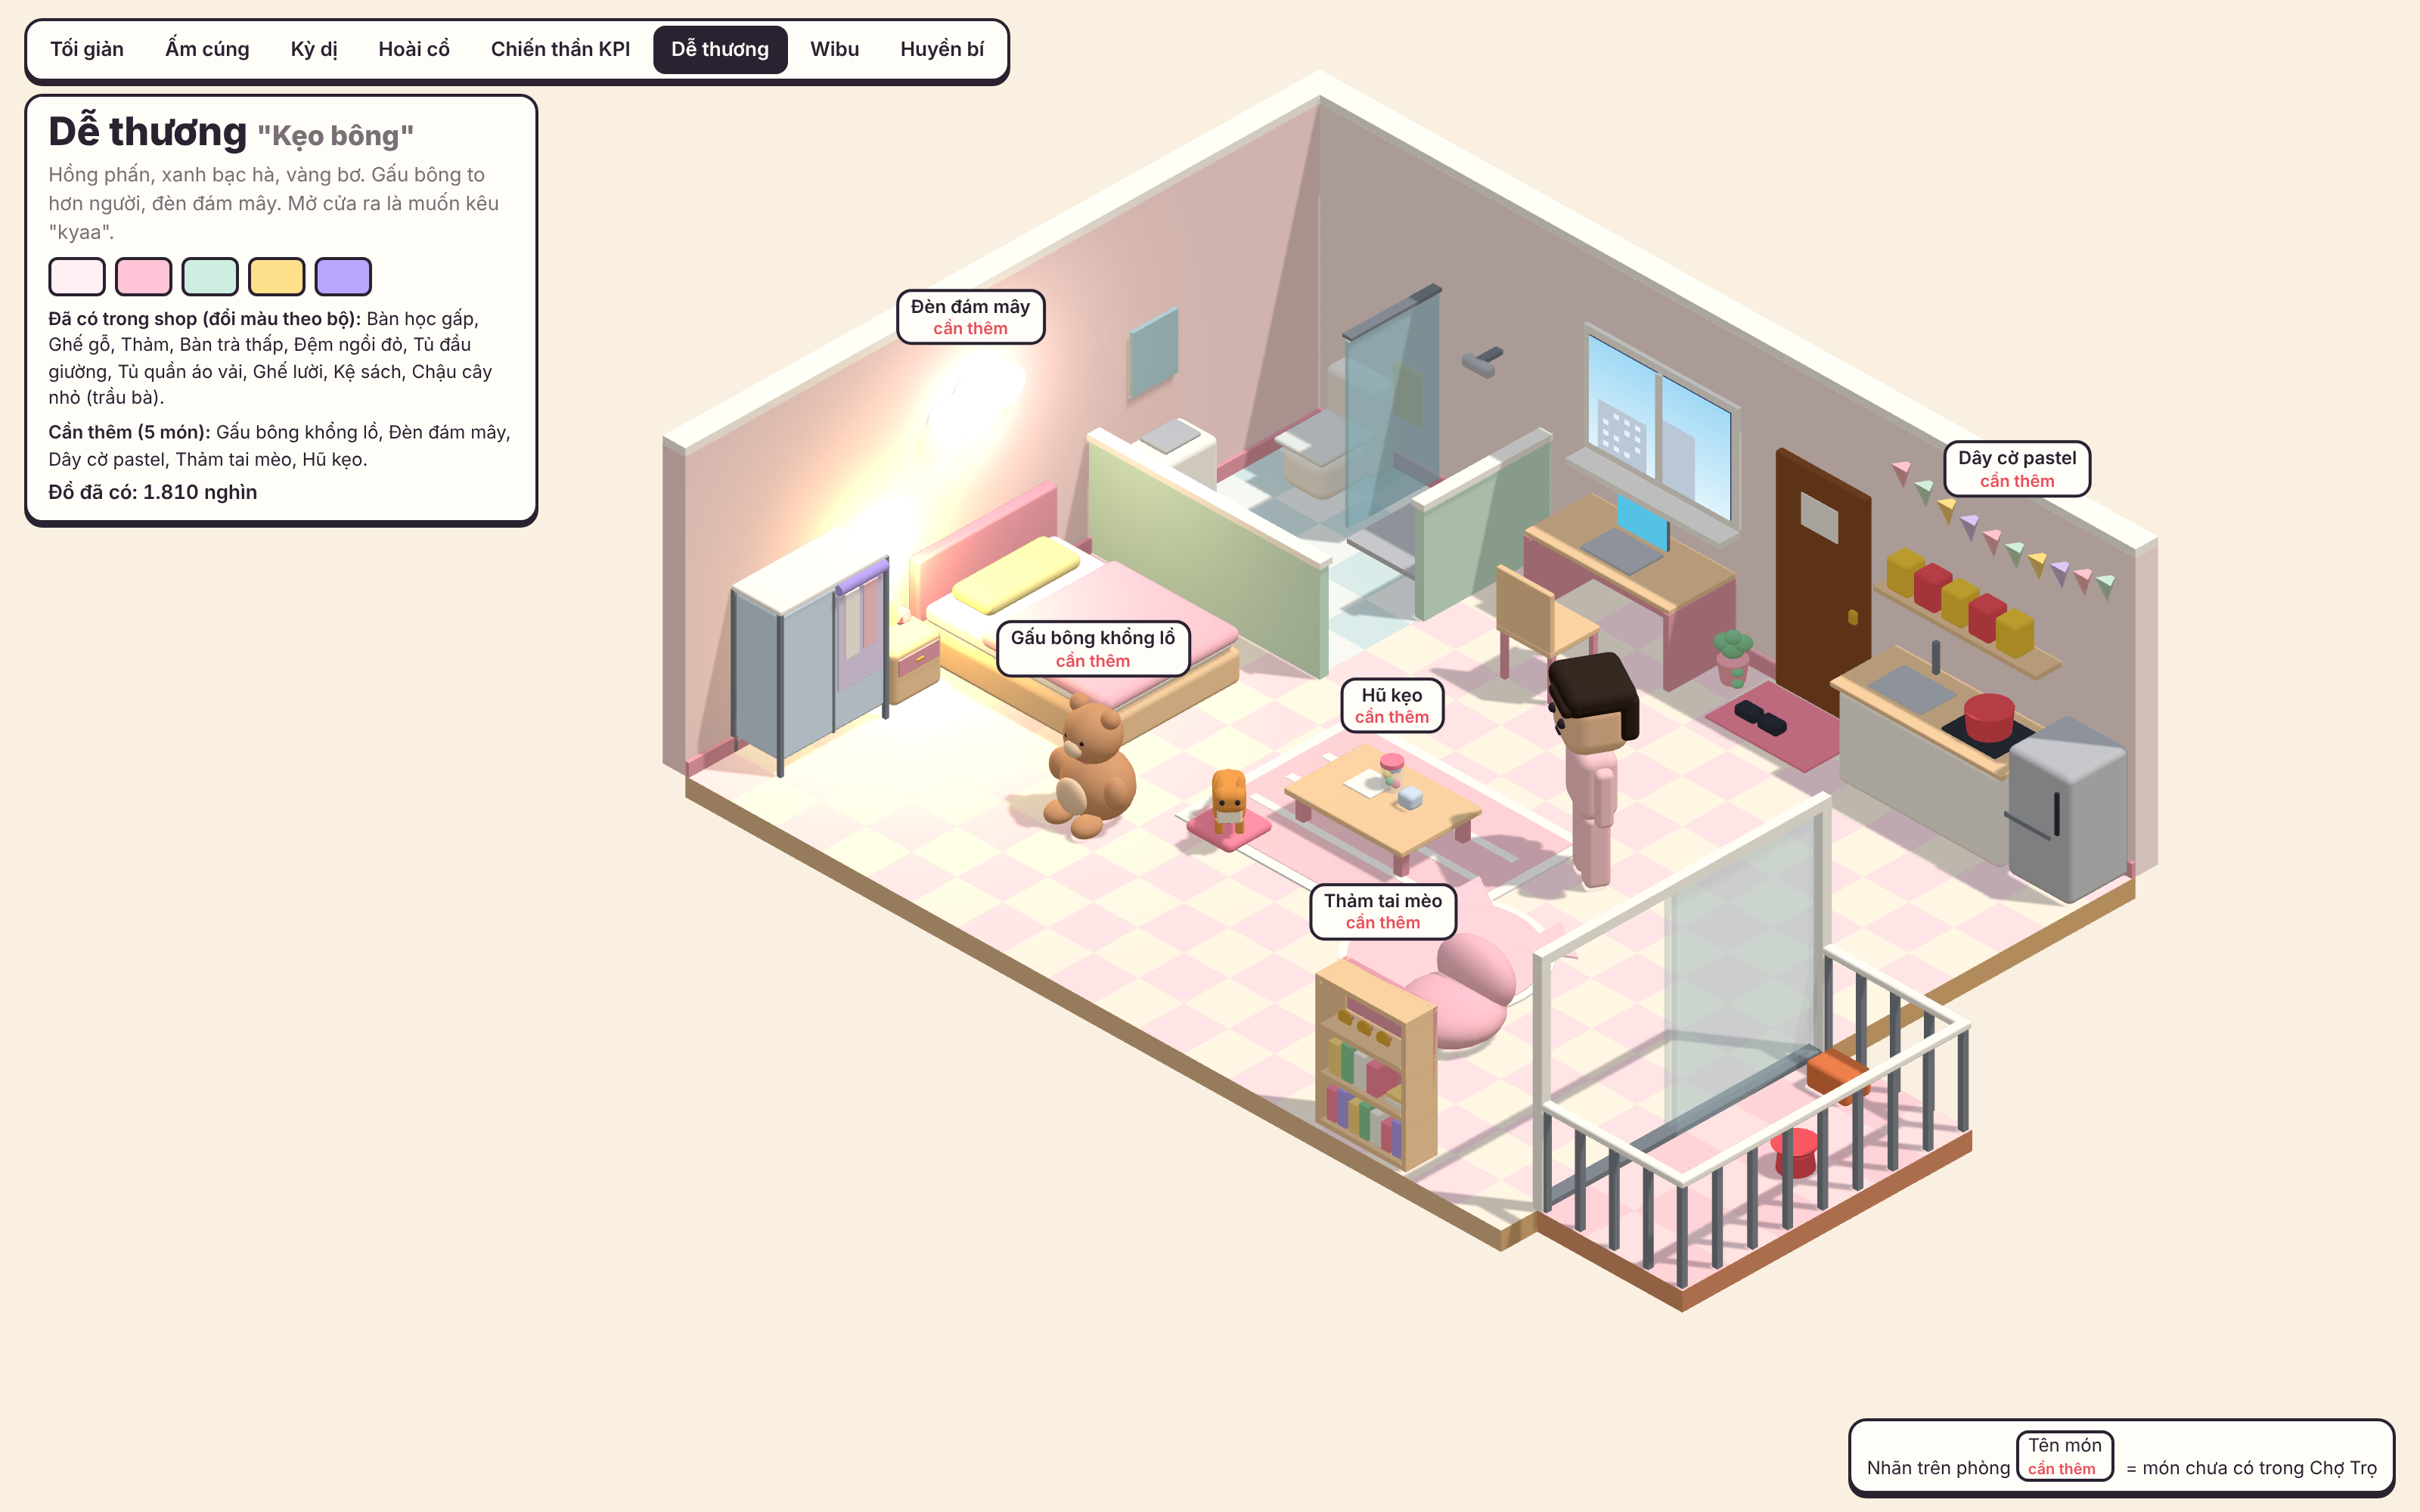 Tối giản Ấm cúng Kỳ dị Hoài cổ Chiến thần KPI Dễ thương Wibu Huyền bí
Dễ thương "Kẹo bông"
Hồng phấn, xanh bạc hà, vàng bơ. Gấu bông to
hơn người, đèn đám mây. Mở cửa ra là muốn kêu
"kyaa".
Đã có trong shop (đổi màu theo bộ): Bàn học gấp,
Ghế gỗ, Thảm, Bàn trà thấp, Đệm ngồi đỏ, Tủ đầu
giường, Tủ quần áo vải, Ghế lười, Kệ sách, Chậu cây
nhỏ (trầu bà).
Cần thêm (5 món): Gấu bông khổng lồ, Đèn đám mây,
Dây cờ pastel, Thảm tai mèo, Hũ kẹo.
Đồ đã có: 1.810 nghìn
Đèn đám mây
cần thêm
Dây cờ pastel
cần thêm
Gấu bông khổng lồ
cần thêm
Hũ kẹo
cần thêm
Thảm tai mèo
cần thêm
Tên món
Nhãn trên phòng cần thêm = món chưa có trong Chợ Trọ